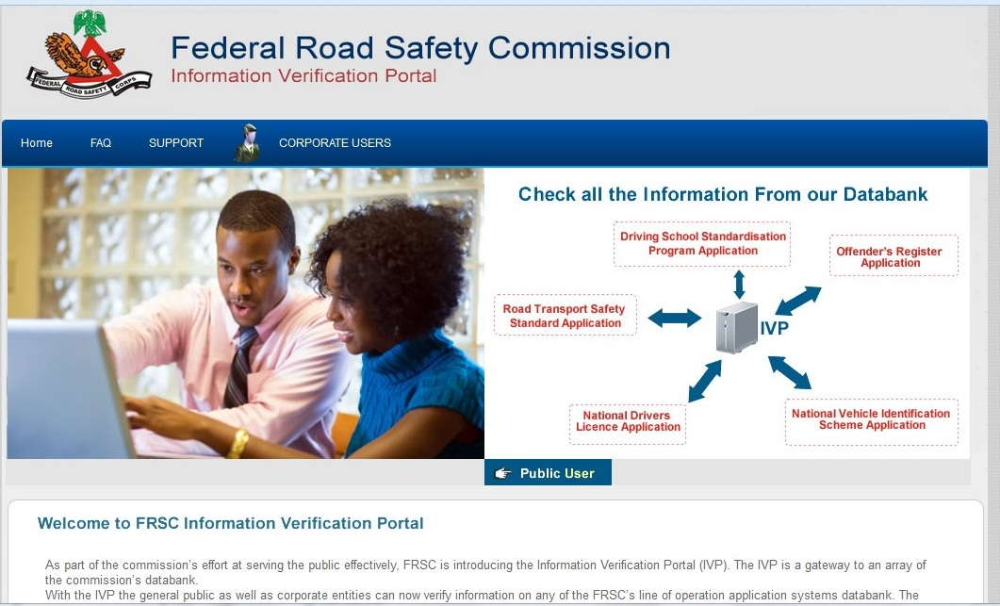 FEDERAL ROAD SAFETY CORPS
Federal Road Safety Commission
Information Verification Portal
Home FAQ SUPPORT CORPORATE USERS
Check all the Information From our Databank
Driving School Standardisation
Program Application
Offender's Register
Application
Road Transport Safety
Standard Application
IVP
National Drivers
Licence Application
National Vehicle Identification
Scheme Application
Public User
Welcome to FRSC Information Verification Portal
As part of the commission's effort at serving the public effectively, FRSC is introducing the Information Verification Portal (IVP). The IVP is a gateway to an array of
the commission's databank.
With the IVP the general public as well as corporate entities can now verify information on any of the FRSC's line of operation application systems databank. The